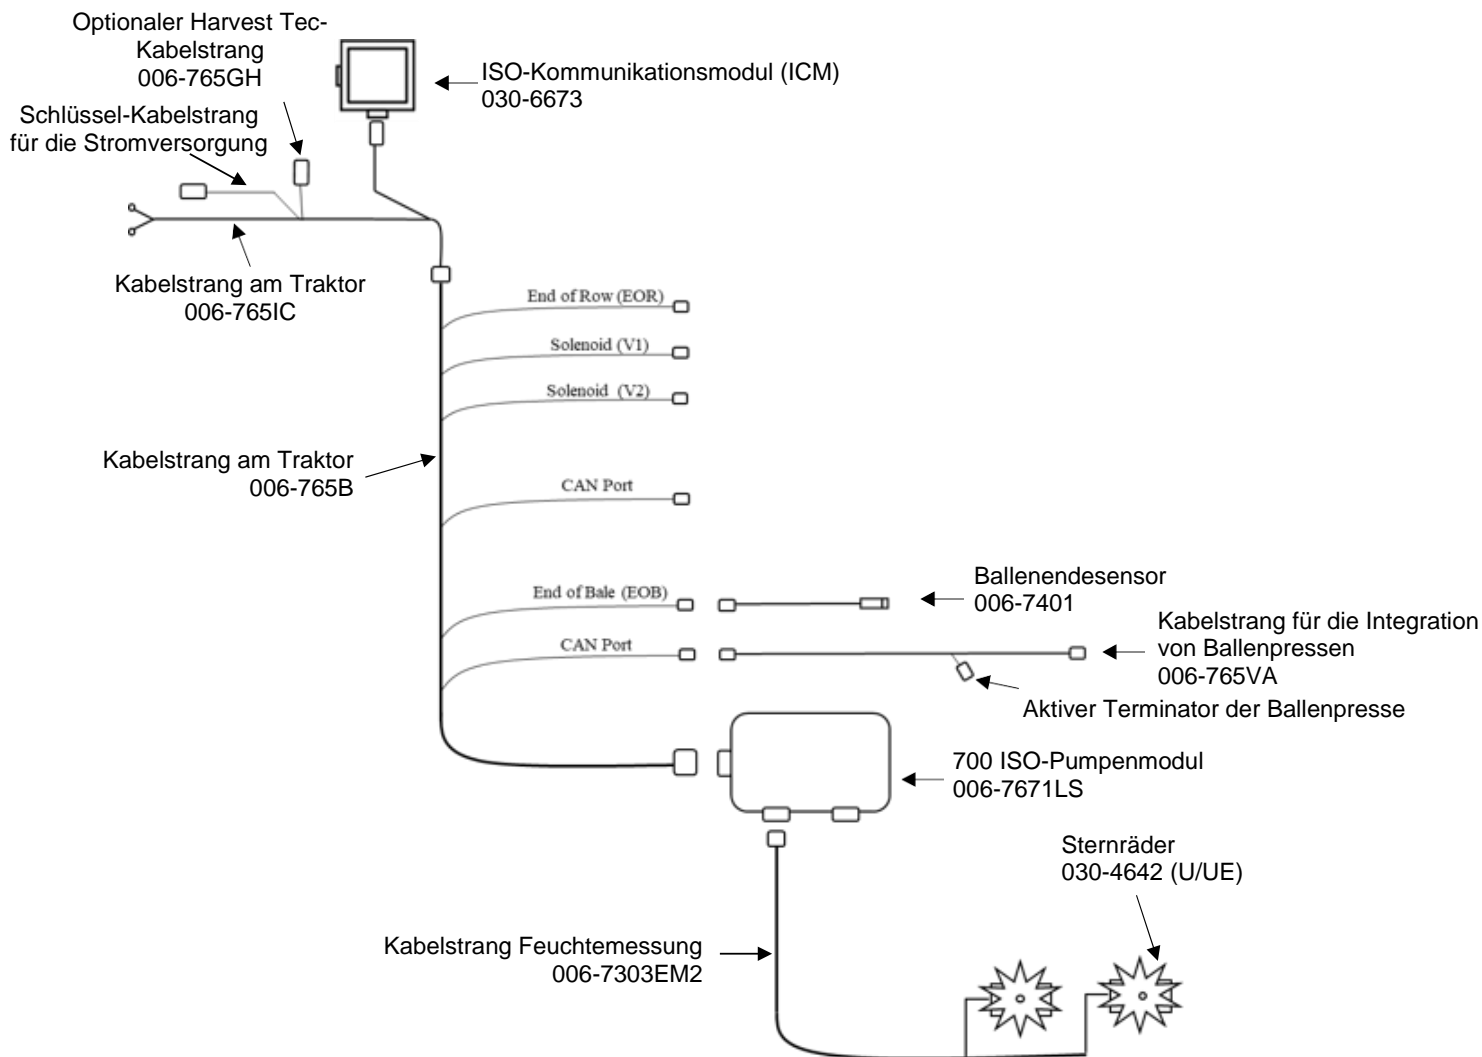 Optionaler Harvest Tec-
Kabelstrang
006-765GH
ISO-Kommunikationsmodul (ICM)
030-6673
Schlüssel-Kabelstrang
für die Stromversorgung
Kabelstrang am Traktor
006-765IC
End of Row (EOR)
Solenoid (V1)
Solenoid (V2)
Kabelstrang am Traktor
006-765B
CAN Port
End of Bale (EOB)
Ballenendesensor
006-7401
CAN Port
Kabelstrang für die Integration
von Ballenpressen
006-765VA
Aktiver Terminator der Ballenpresse
700 ISO-Pumpenmodul
006-7671LS
Sternräder
030-4642 (U/UE)
Kabelstrang Feuchtemessung
006-7303EM2